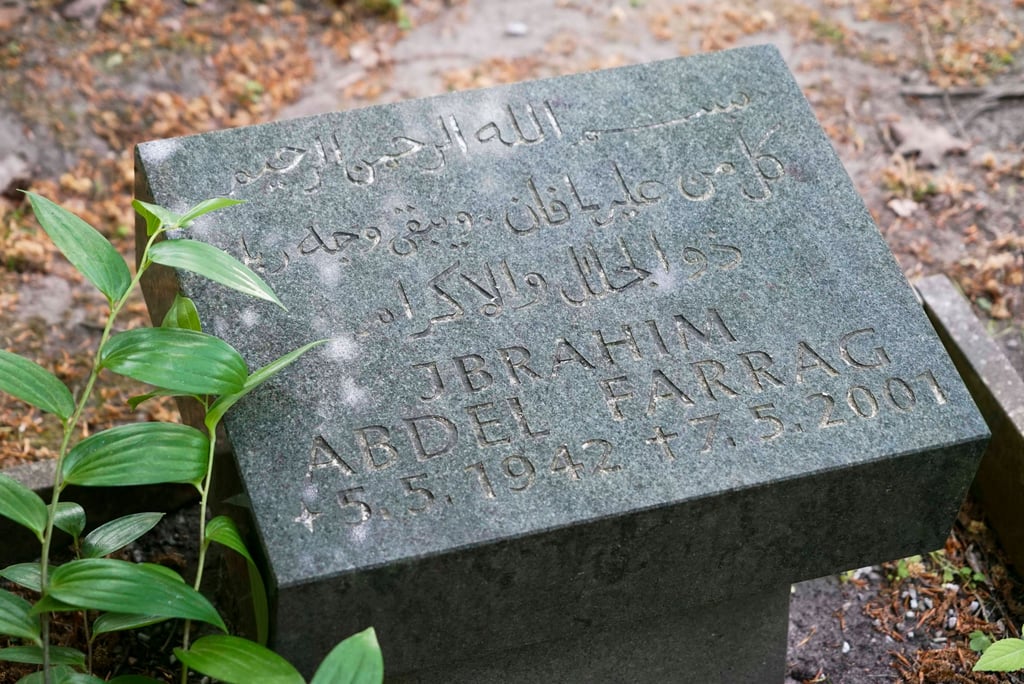 بسم الله الرحمن الرحيم
كل من عليها فان . ويبقى وجه ربك
ذو الجلال والإكرام
JBRAHIM
ABDEL FARRAG
5. 5. 1942 ✝ 7. 5. 2001